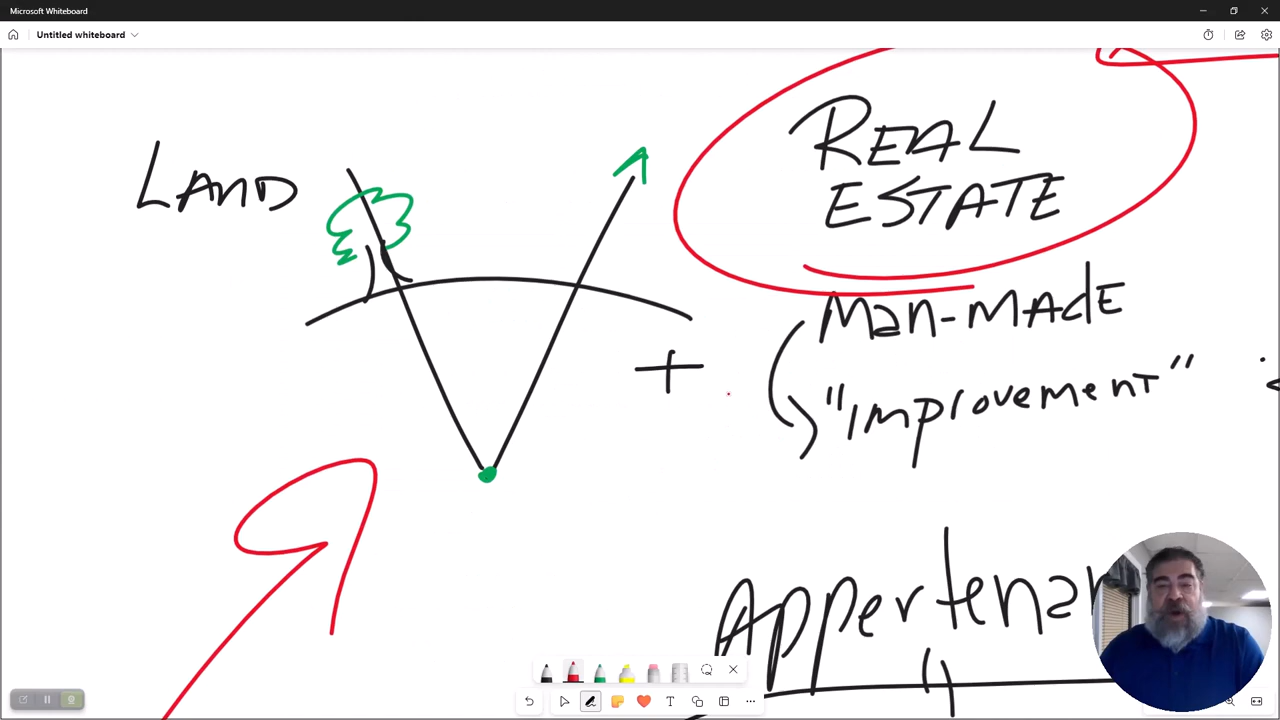 Microsoft Whiteboard
Untitled whiteboard
LAND
REAL
ESTATE
MAN-MADE
+
"IMPROVEMENT"
Appertenan
T